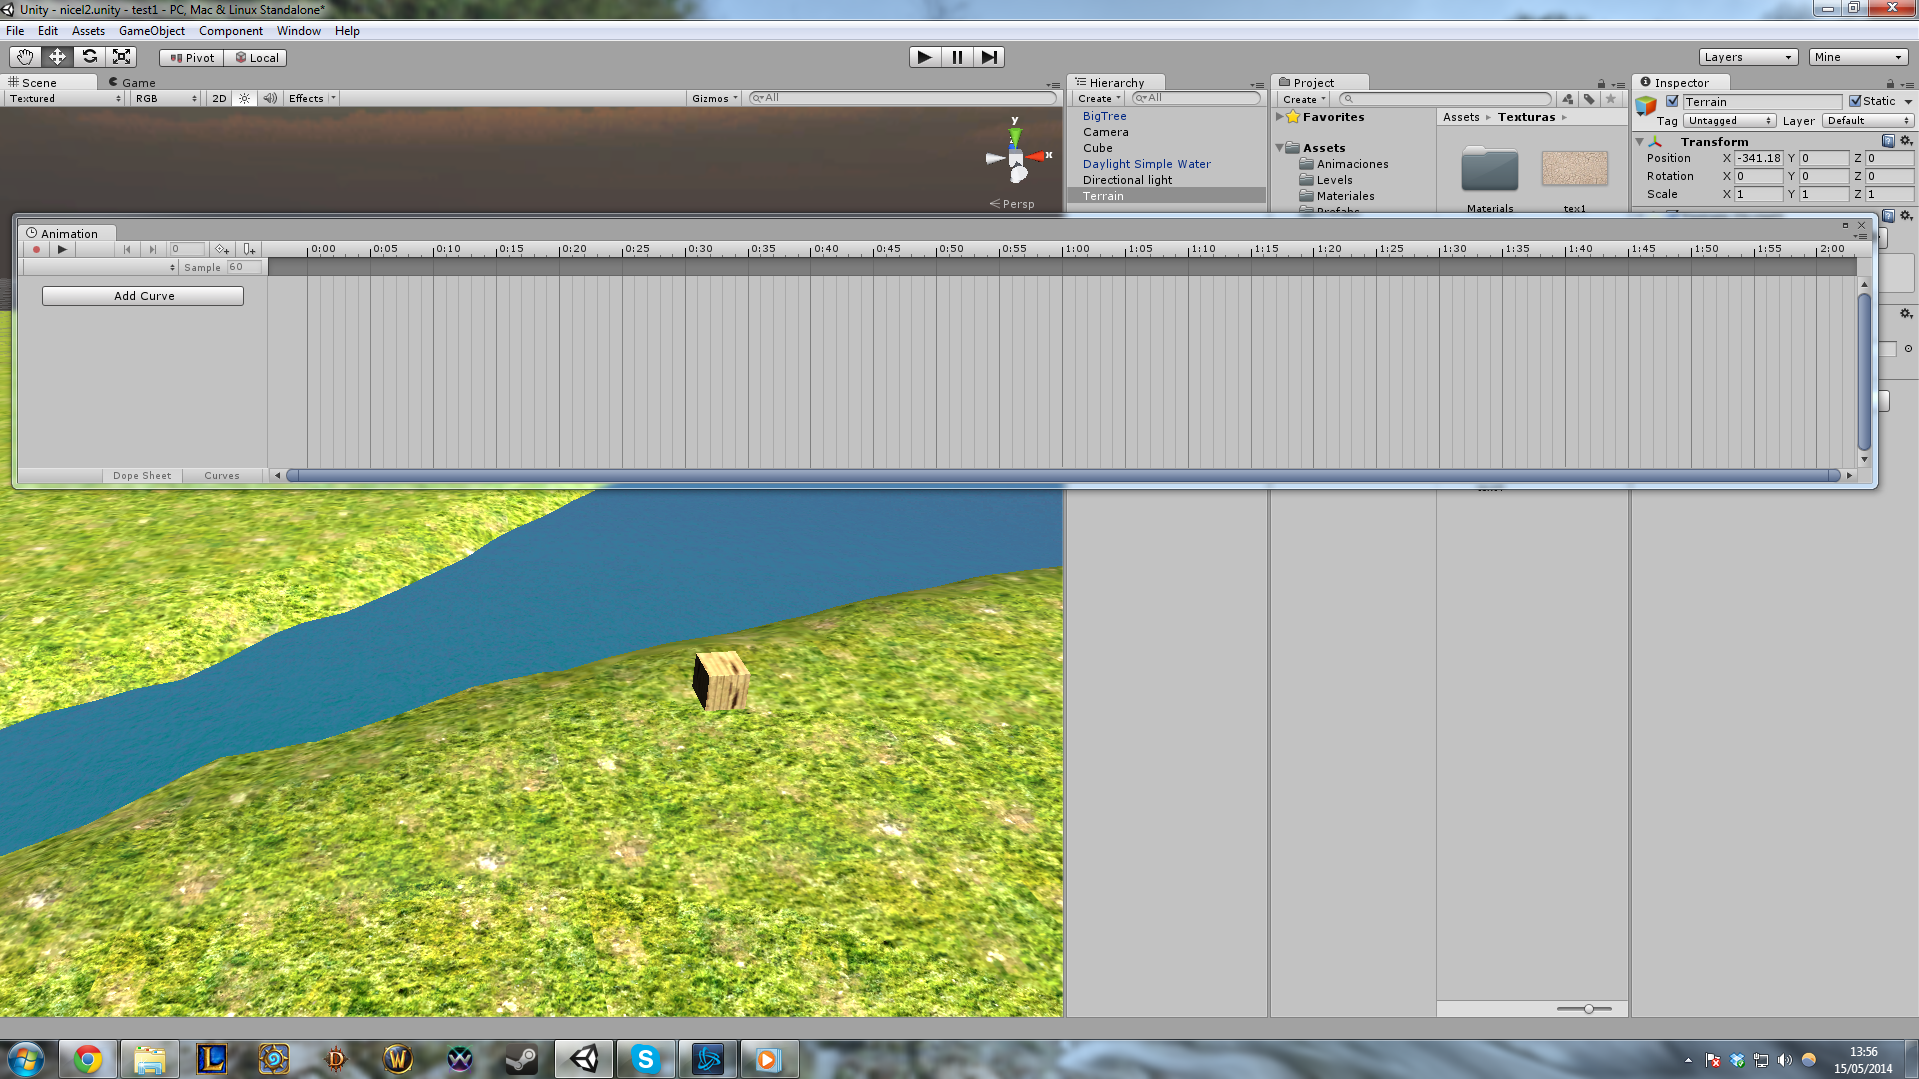 Unity - nicel2.unity - test1 - PC, Mac & Linux Standalone*
File Edit Assets GameObject Component Window Help
Pivot Local Layers Mine
Scene Game Hierarchy Project Inspector
Textured RGB 2D Effects Gizmos All Create All Create Terrain Static
BigTree Favorites Assets Texturas Tag Untagged Layer Default
Camera
Cube Assets Transform
Daylight Simple Water Animaciones Position X -341.18 Y 0 Z 0
Directional light Levels Rotation X 0 Y 0 Z 0
Terrain Materiales Scale X 1 Y 1 Z 1
y
x
Persp
Prefabs Materials tex1
Animation
0 0:00 0:05 0:10 0:15 0:20 0:25 0:30 0:35 0:40 0:45 0:50 0:55 1:00 1:05 1:10 1:15 1:20 1:25 1:30 1:35 1:40 1:45 1:50 1:55 2:00
Sample 60
Add Curve
Dope Sheet Curves
13:56
15/05/2014